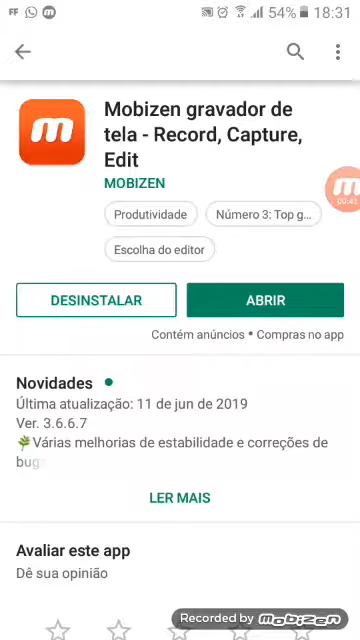 FF 54% 18:31
m
Mobizen gravador de
tela - Record, Capture,
Edit
MOBIZEN
Produtividade
Número 3: Top g...
Escolha do editor
00:41
DESINSTALAR
ABRIR
Contém anúncios • Compras no app
Novidades
Última atualização: 11 de jun de 2019
Ver. 3.6.6.7
🌿Várias melhorias de estabilidade e correções de
bugs
LER MAIS
Avaliar este app
Dê sua opinião
Recorded by mobizen